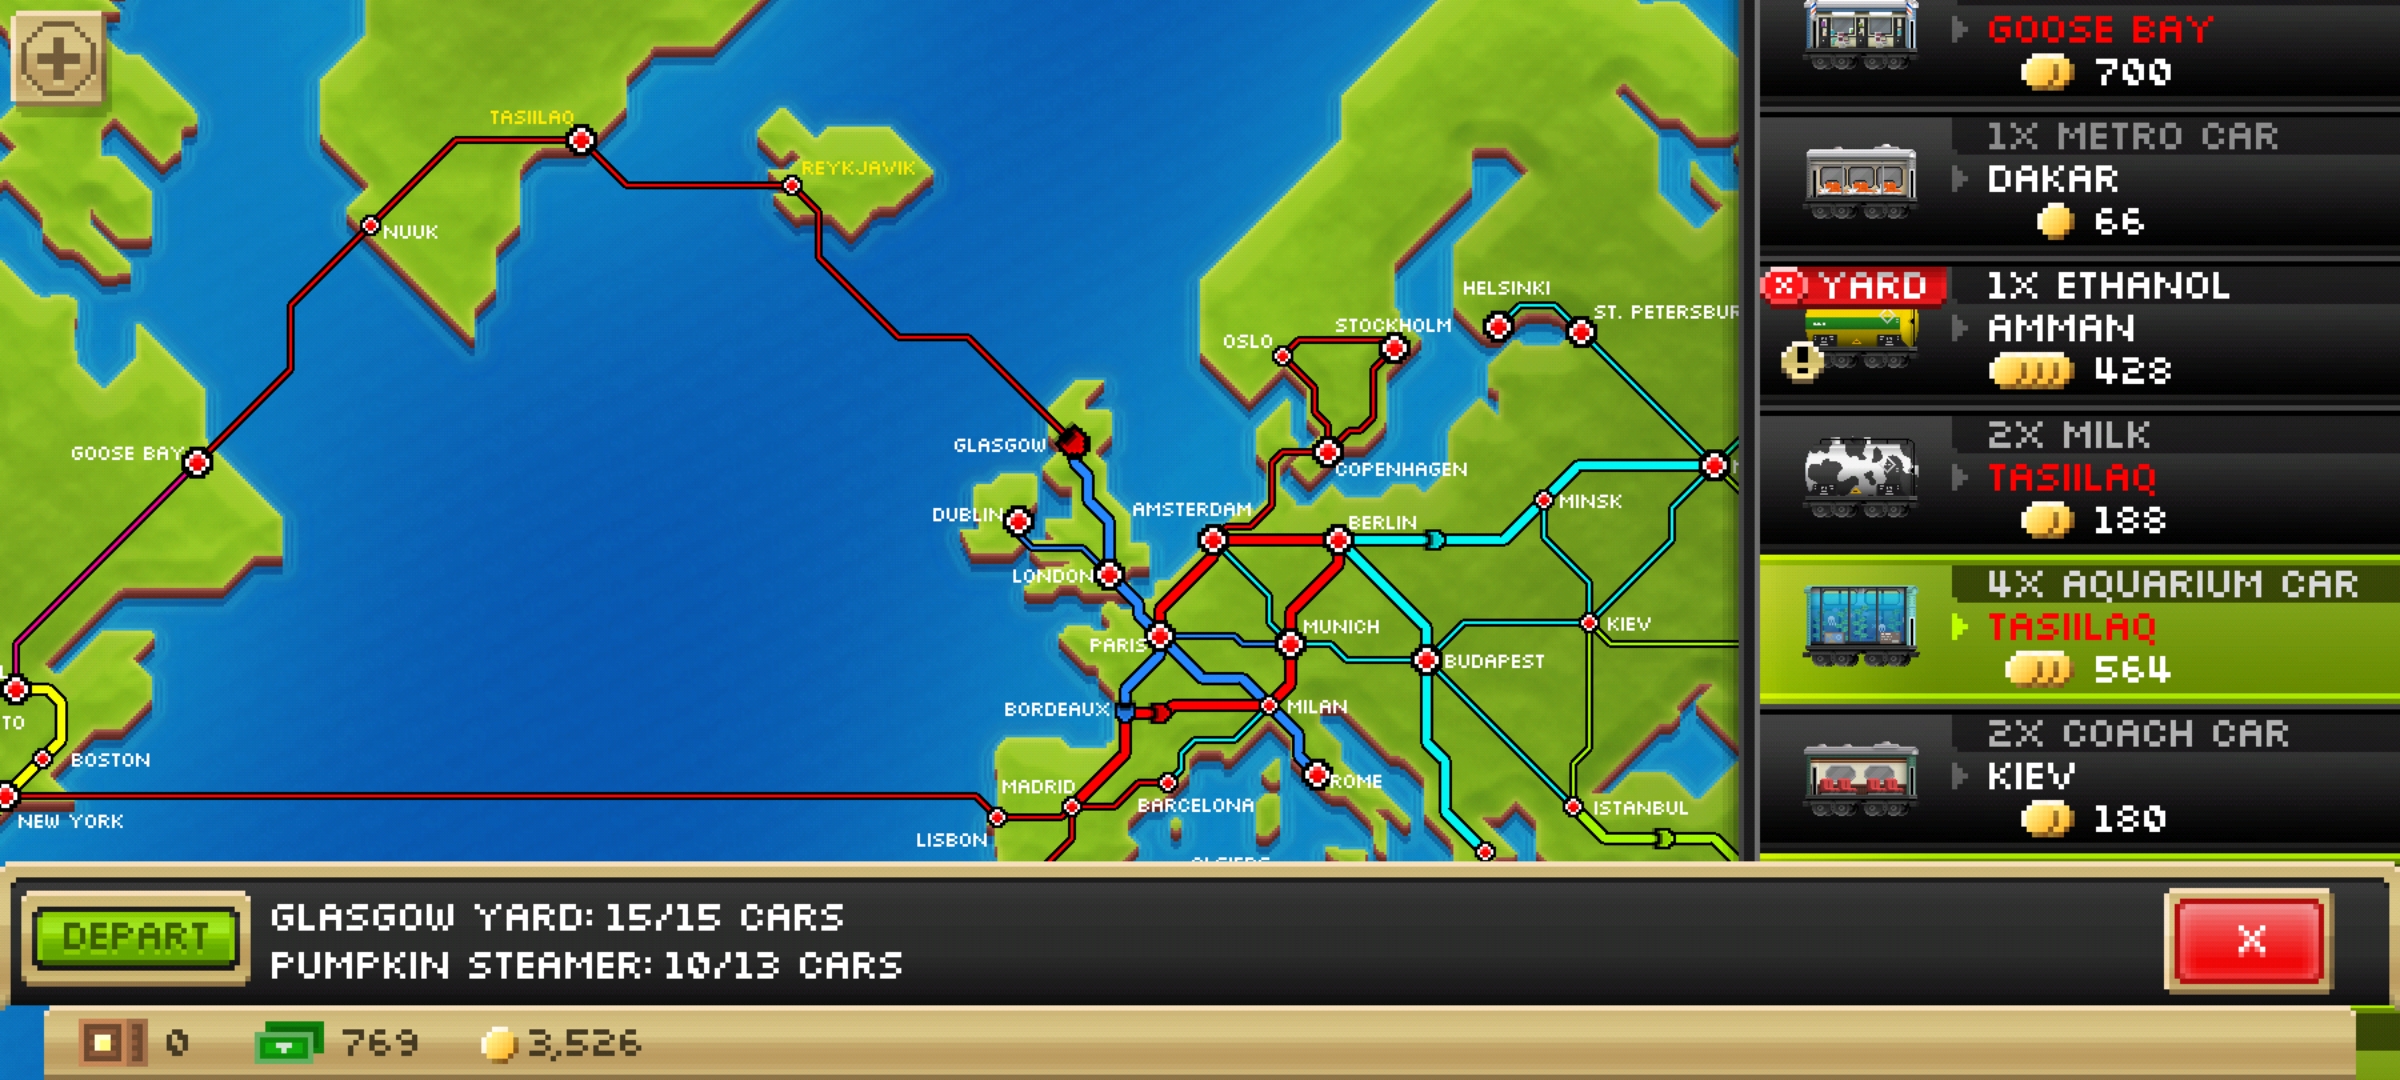 TASIILAQ
REYKJAVIK
NUUK
GOOSE BAY
GLASGOW
DUBLIN
LONDON
HELSINKI
ST. PETERSBUR
STOCKHOLM
OSLO
COPENHAGEN
AMSTERDAM
BERLIN
MINSK
KIEV
PARIS
MUNICH
BUDAPEST
BORDEAUX
MILAN
TO
BOSTON
NEW YORK
MADRID
BARCELONA
ROME
ISTANBUL
LISBON
GOOSE BAY
700
1X METRO CAR
DAKAR
66
YARD
1X ETHANOL
AMMAN
428
2X MILK
TASIILAQ
188
4X AQUARIUM CAR
TASIILAQ
564
2X COACH CAR
KIEV
180
DEPART
GLASGOW YARD: 15/15 CARS
PUMPKIN STEAMER: 10/13 CARS
X
0
769
3,526